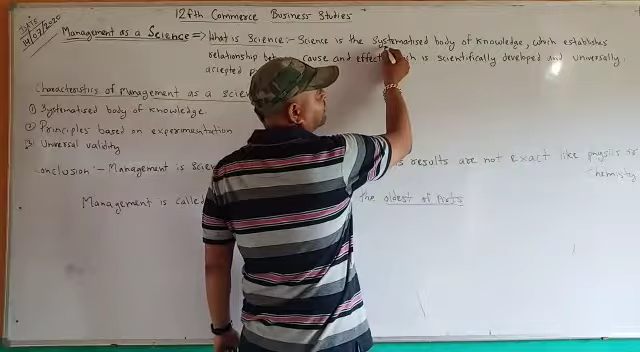 12fth Commerce Business Studies
DATE
14/07/2020
Management as a Science => What is Science :- Science is the systematised body of knowledge, which establishes
relationship cause and effect which is scientifically developed and universally
accepted
Characteristics of Management as a
① Systematised body of knowledge
② Principles based on experimentation
③ Universal validity
onclusion :- Management is results are not exact like physics or
Chemistry
Management is called the oldest of Arts